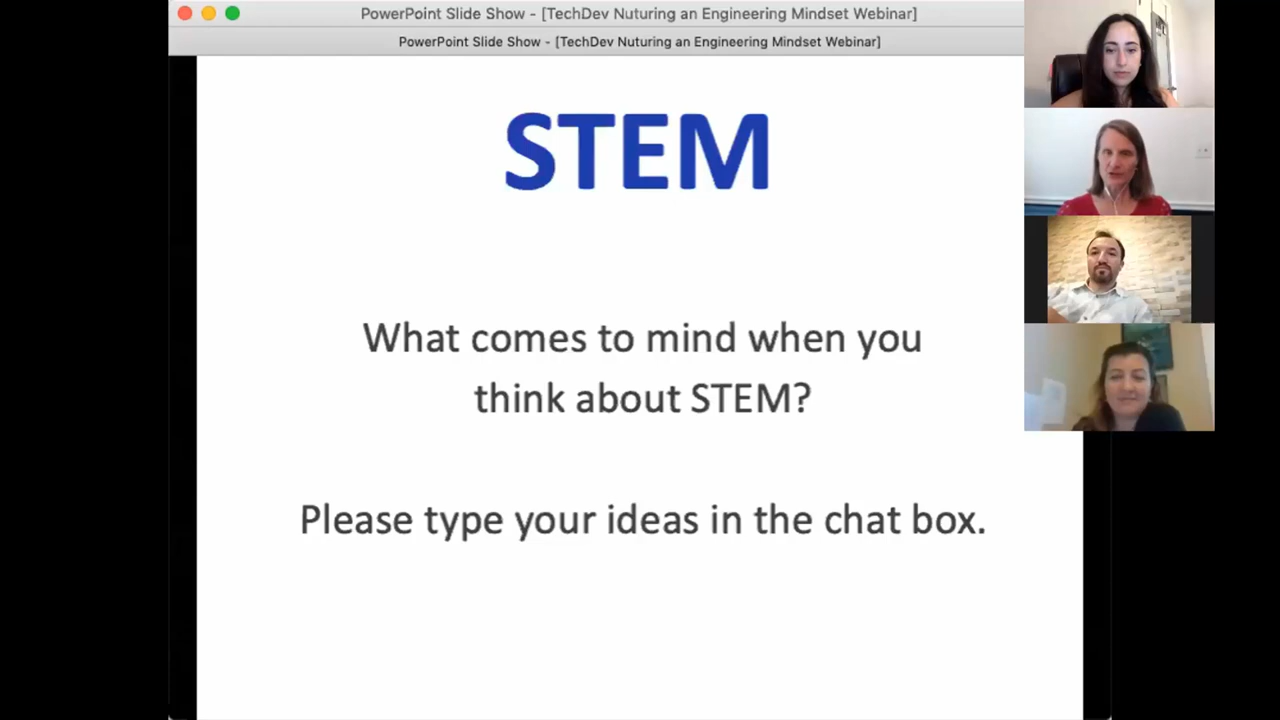 PowerPoint Slide Show - [TechDev Nuturing an Engineering Mindset Webinar]
PowerPoint Slide Show - [TechDev Nuturing an Engineering Mindset Webinar]
STEM
What comes to mind when you
think about STEM?
Please type your ideas in the chat box.